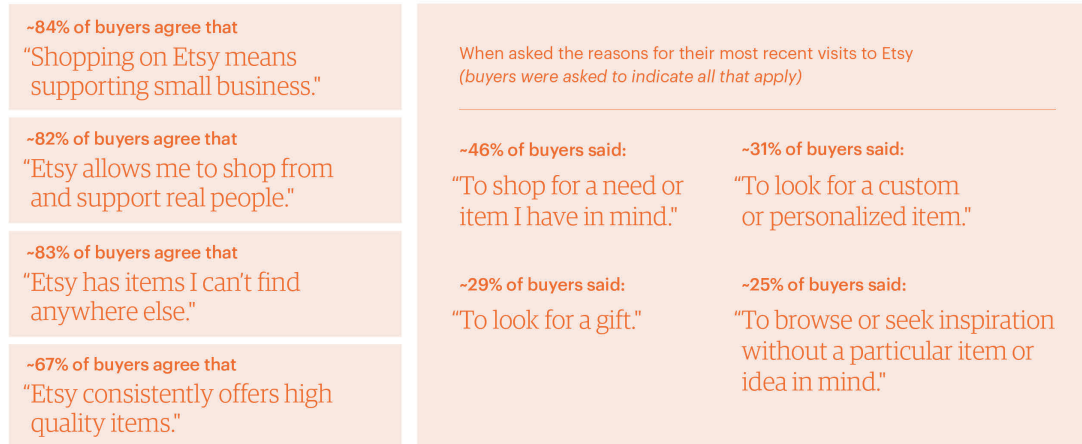 ~84% of buyers agree that
“Shopping on Etsy means
supporting small business."
~82% of buyers agree that
“Etsy allows me to shop from
and support real people."
~83% of buyers agree that
“Etsy has items I can’t find
anywhere else."
~67% of buyers agree that
“Etsy consistently offers high
quality items."
When asked the reasons for their most recent visits to Etsy
(buyers were asked to indicate all that apply)
~46% of buyers said:
“To shop for a need or
item I have in mind."
~31% of buyers said:
“To look for a custom
or personalized item."
~29% of buyers said:
“To look for a gift."
~25% of buyers said:
“To browse or seek inspiration
without a particular item or
idea in mind."